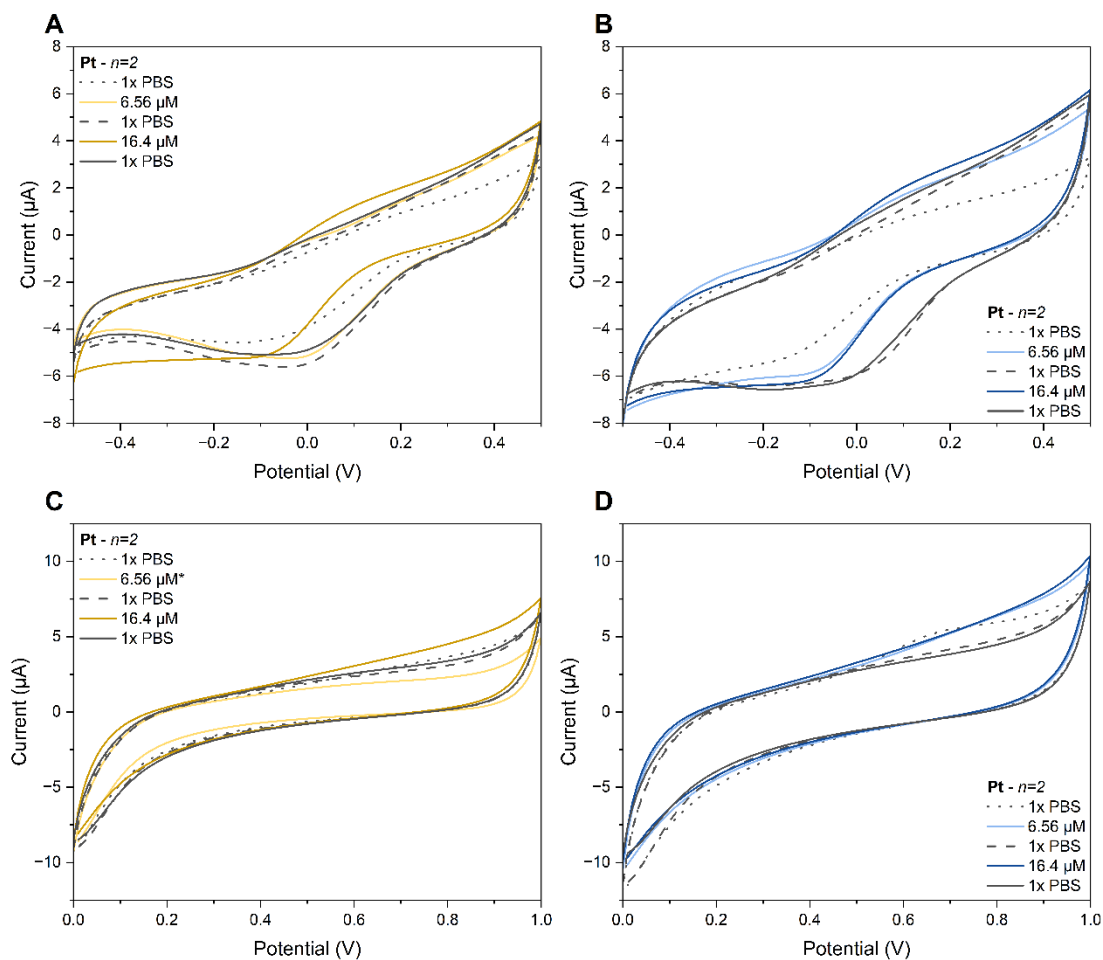 A
Pt - n=2
1x PBS
6.56 µM
1x PBS
16.4 µM
1x PBS
8
6
4
2
0
−2
−4
−6
−8
−0.4
−0.2
0.0
0.2
0.4
Current (µA)
Potential (V)
B
8
6
4
2
0
−2
−4
−6
−8
Pt - n=2
1x PBS
6.56 µM
1x PBS
16.4 µM
1x PBS
−0.4
−0.2
0.0
0.2
0.4
Current (µA)
Potential (V)
C
Pt - n=2
1x PBS
6.56 µM*
1x PBS
16.4 µM
1x PBS
10
5
0
−5
−10
0.0
0.2
0.4
0.6
0.8
1.0
Current (µA)
Potential (V)
D
10
5
0
−5
−10
Pt - n=2
1x PBS
6.56 µM
1x PBS
16.4 µM
1x PBS
0.0
0.2
0.4
0.6
0.8
1.0
Current (µA)
Potential (V)